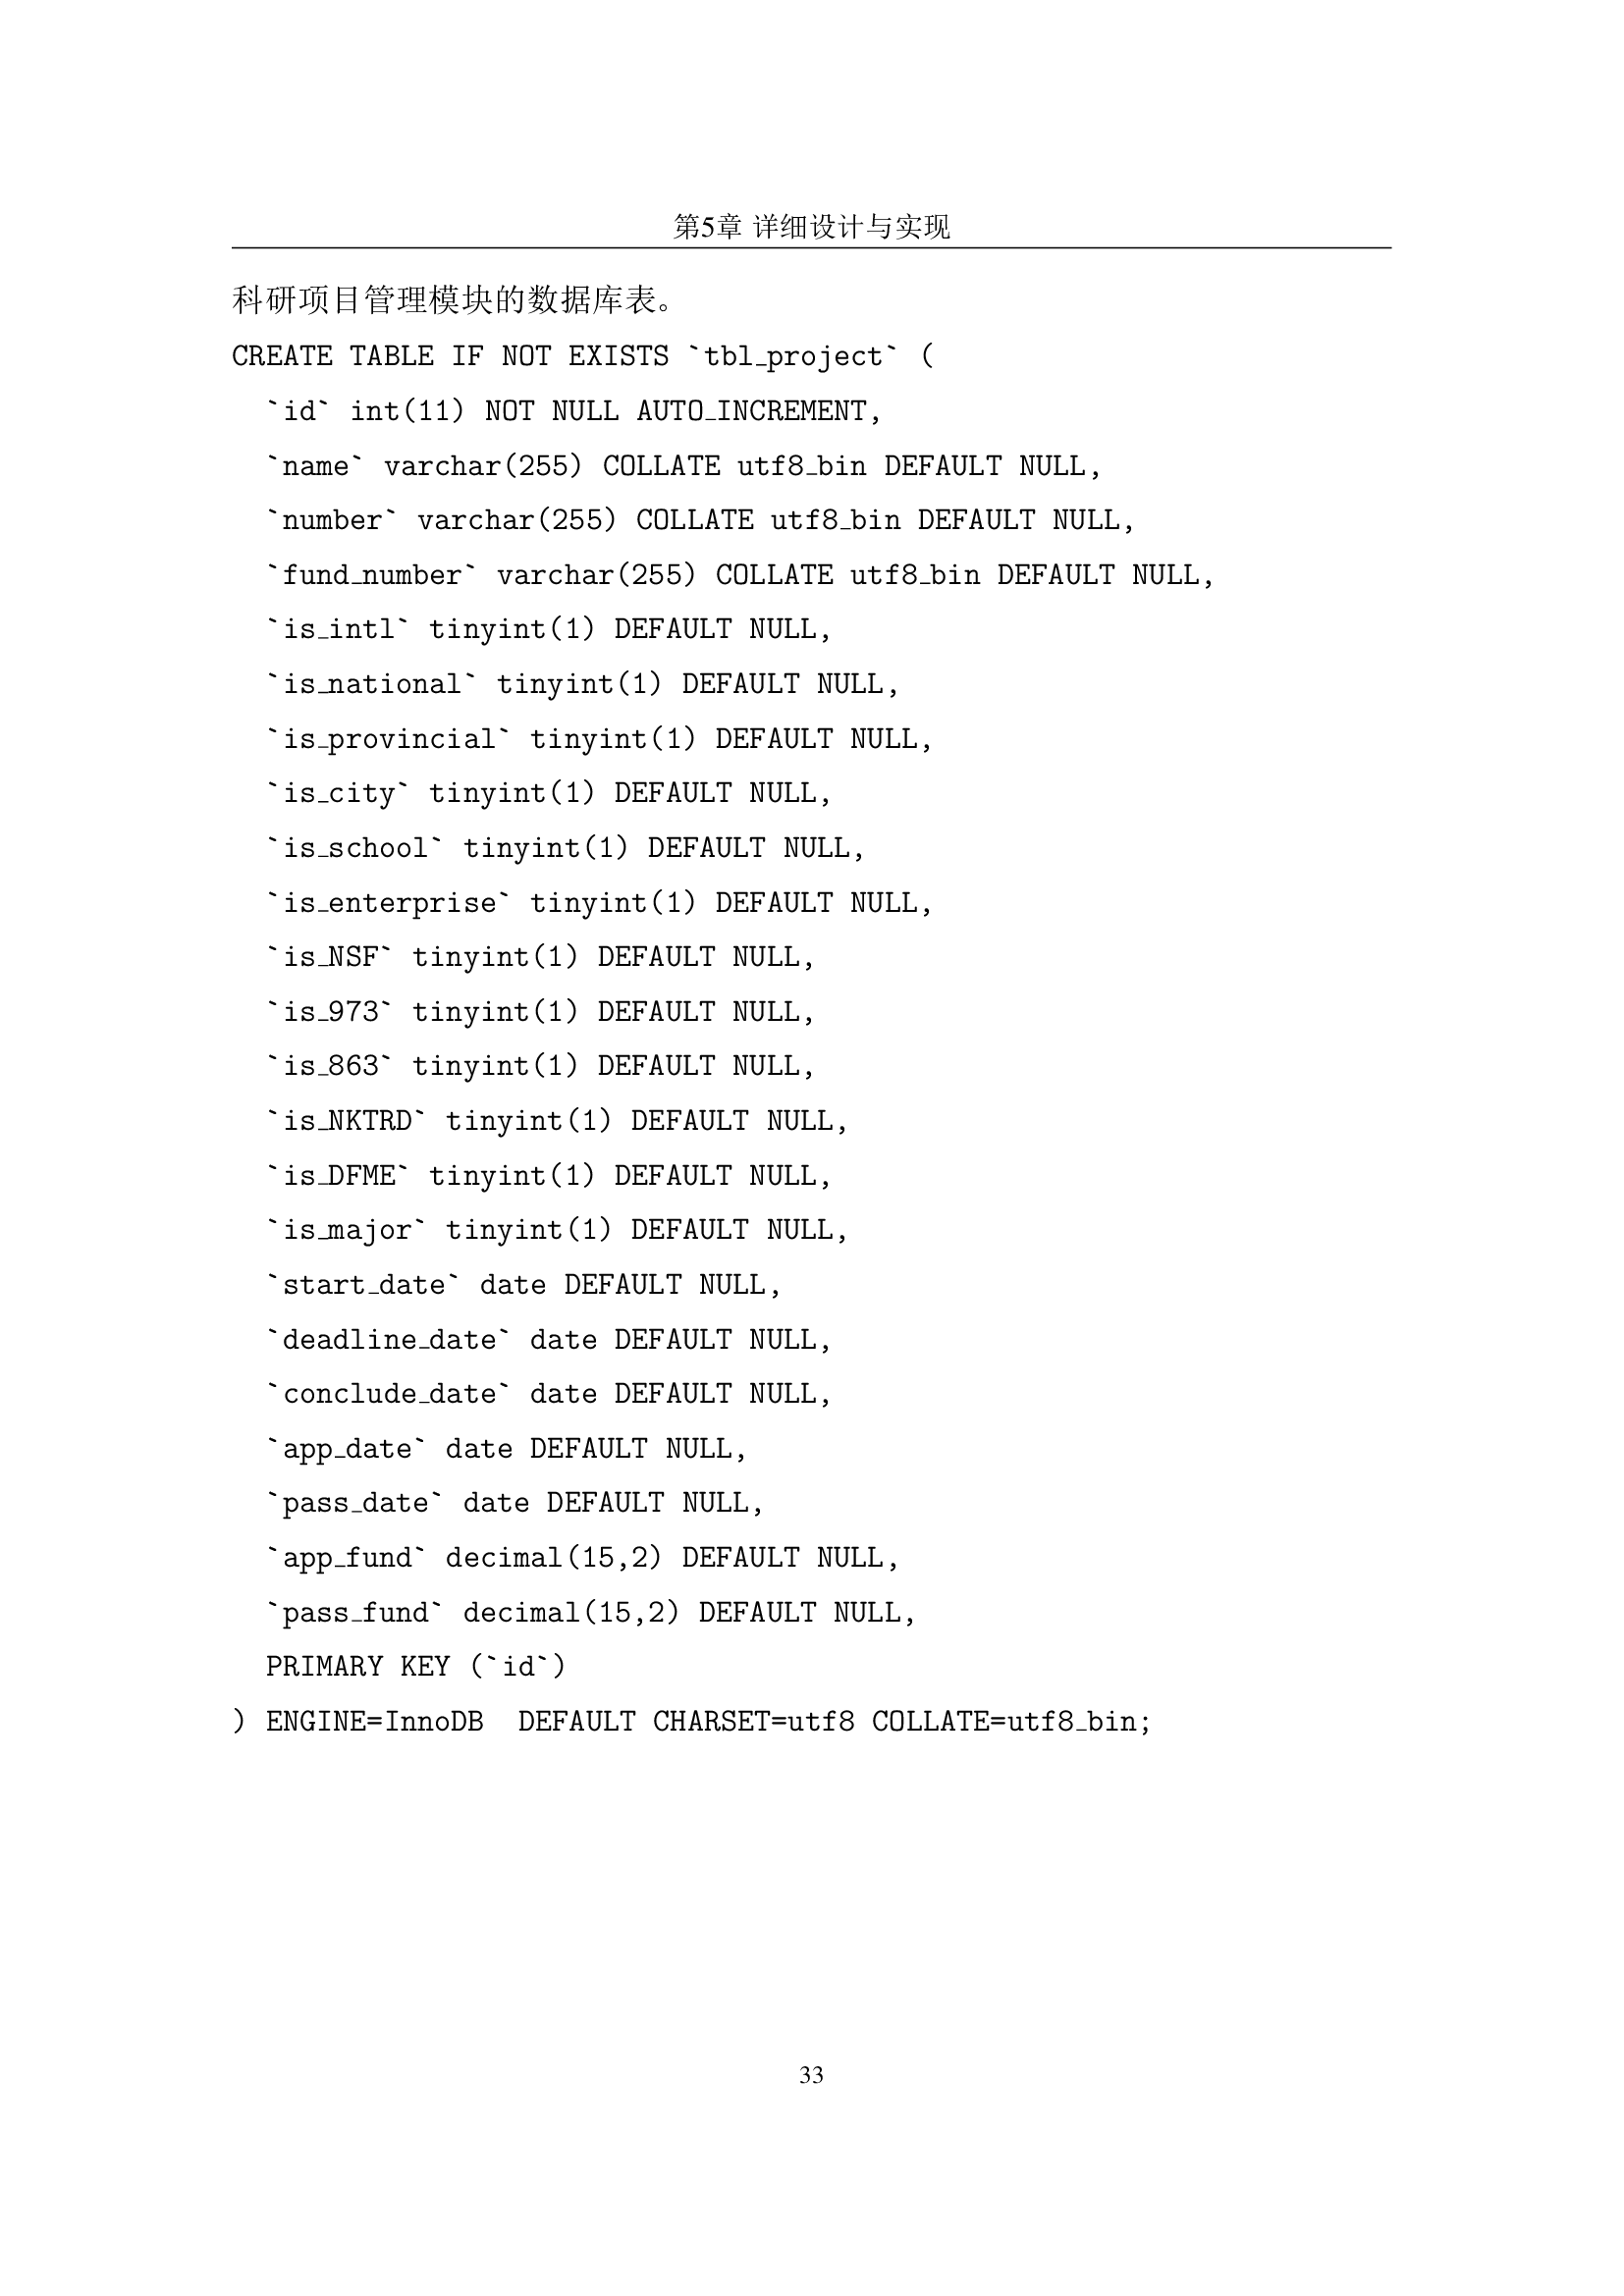 第5章 详细设计与实现
科研项目管理模块的数据库表。
CREATE TABLE IF NOT EXISTS `tbl_project` (
  `id` int(11) NOT NULL AUTO_INCREMENT,
  `name` varchar(255) COLLATE utf8_bin DEFAULT NULL,
  `number` varchar(255) COLLATE utf8_bin DEFAULT NULL,
  `fund_number` varchar(255) COLLATE utf8_bin DEFAULT NULL,
  `is_intl` tinyint(1) DEFAULT NULL,
  `is_national` tinyint(1) DEFAULT NULL,
  `is_provincial` tinyint(1) DEFAULT NULL,
  `is_city` tinyint(1) DEFAULT NULL,
  `is_school` tinyint(1) DEFAULT NULL,
  `is_enterprise` tinyint(1) DEFAULT NULL,
  `is_NSF` tinyint(1) DEFAULT NULL,
  `is_973` tinyint(1) DEFAULT NULL,
  `is_863` tinyint(1) DEFAULT NULL,
  `is_NKTRD` tinyint(1) DEFAULT NULL,
  `is_DFME` tinyint(1) DEFAULT NULL,
  `is_major` tinyint(1) DEFAULT NULL,
  `start_date` date DEFAULT NULL,
  `deadline_date` date DEFAULT NULL,
  `conclude_date` date DEFAULT NULL,
  `app_date` date DEFAULT NULL,
  `pass_date` date DEFAULT NULL,
  `app_fund` decimal(15,2) DEFAULT NULL,
  `pass_fund` decimal(15,2) DEFAULT NULL,
  PRIMARY KEY (`id`)
) ENGINE=InnoDB  DEFAULT CHARSET=utf8 COLLATE=utf8_bin;
33